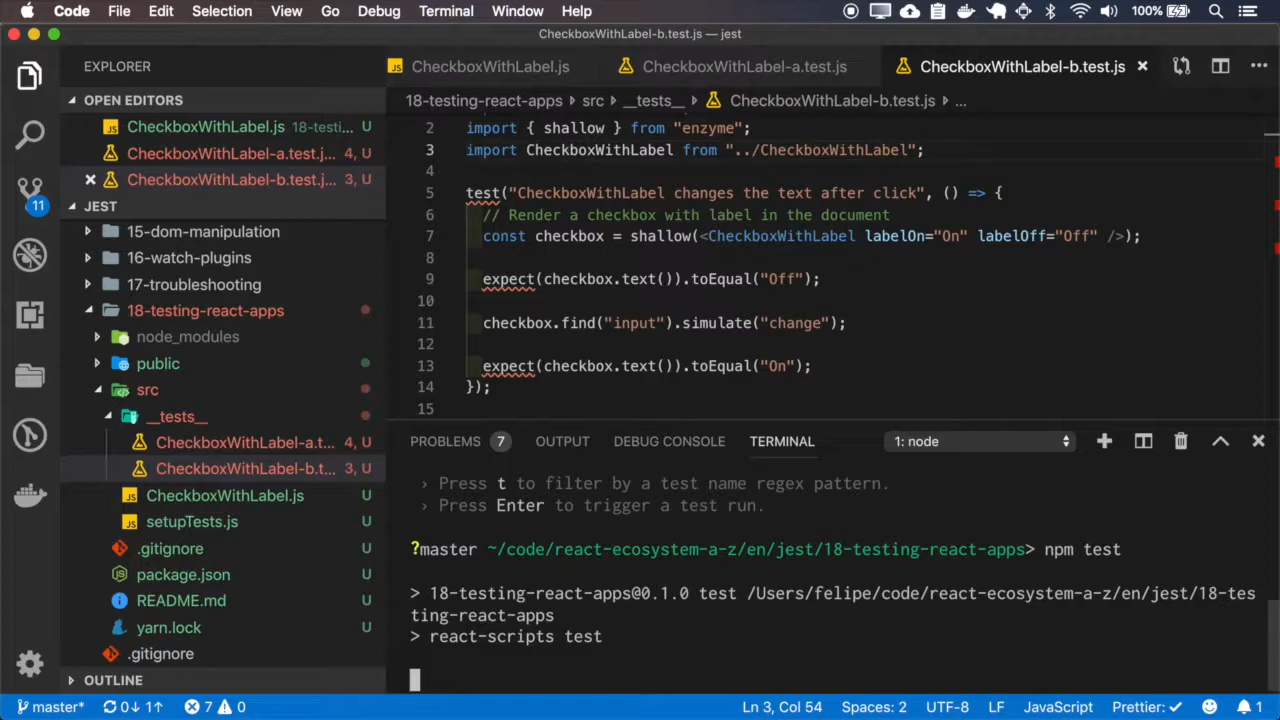 Code File Edit Selection View Go Debug Terminal Window Help 100%
CheckboxWithLabel-b.test.js — jest
EXPLORER
OPEN EDITORS
CheckboxWithLabel.js 18-testi... U
CheckboxWithLabel-a.test.j... 4, U
CheckboxWithLabel-b.test.j... 3, U
JEST
15-dom-manipulation
16-watch-plugins
17-troubleshooting
18-testing-react-apps
node_modules
public
src
__tests__
CheckboxWithLabel-a.t... 4, U
CheckboxWithLabel-b.t... 3, U
CheckboxWithLabel.js U
setupTests.js U
.gitignore U
package.json U
README.md U
yarn.lock U
.gitignore
OUTLINE
11
CheckboxWithLabel.js CheckboxWithLabel-a.test.js CheckboxWithLabel-b.test.js
18-testing-react-apps › src › __tests__ › CheckboxWithLabel-b.test.js › ...
2 import { shallow } from "enzyme";
3 import CheckboxWithLabel from "../CheckboxWithLabel";
4
5 test("CheckboxWithLabel changes the text after click", () => {
6 // Render a checkbox with label in the document
7 const checkbox = shallow(<CheckboxWithLabel labelOn="On" labelOff="Off" />);
8
9 expect(checkbox.text()).toEqual("Off");
10
11 checkbox.find("input").simulate("change");
12
13 expect(checkbox.text()).toEqual("On");
14 });
15
PROBLEMS 7 OUTPUT DEBUG CONSOLE TERMINAL 1: node
› Press t to filter by a test name regex pattern.
› Press Enter to trigger a test run.
?master ~/code/react-ecosystem-a-z/en/jest/18-testing-react-apps> npm test
> 18-testing-react-apps@0.1.0 test /Users/felipe/code/react-ecosystem-a-z/en/jest/18-tes
ting-react-apps
> react-scripts test
master* 0↓ 1↑ 7 0 Ln 3, Col 54 Spaces: 2 UTF-8 LF JavaScript Prettier: ✓ 1